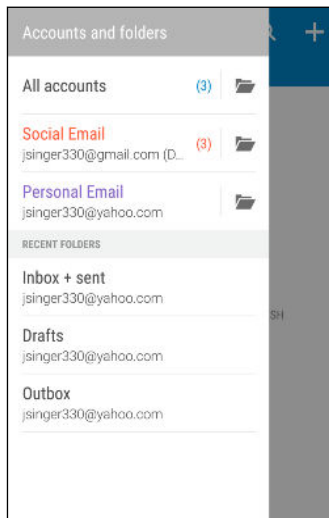 Accounts and folders
All accounts (3)
Social Email (3)
jsinger330@gmail.com (D...
Personal Email
jsinger330@yahoo.com
RECENT FOLDERS
Inbox + sent
jsinger330@yahoo.com
Drafts
jsinger330@yahoo.com
SH
Outbox
jsinger330@yahoo.com